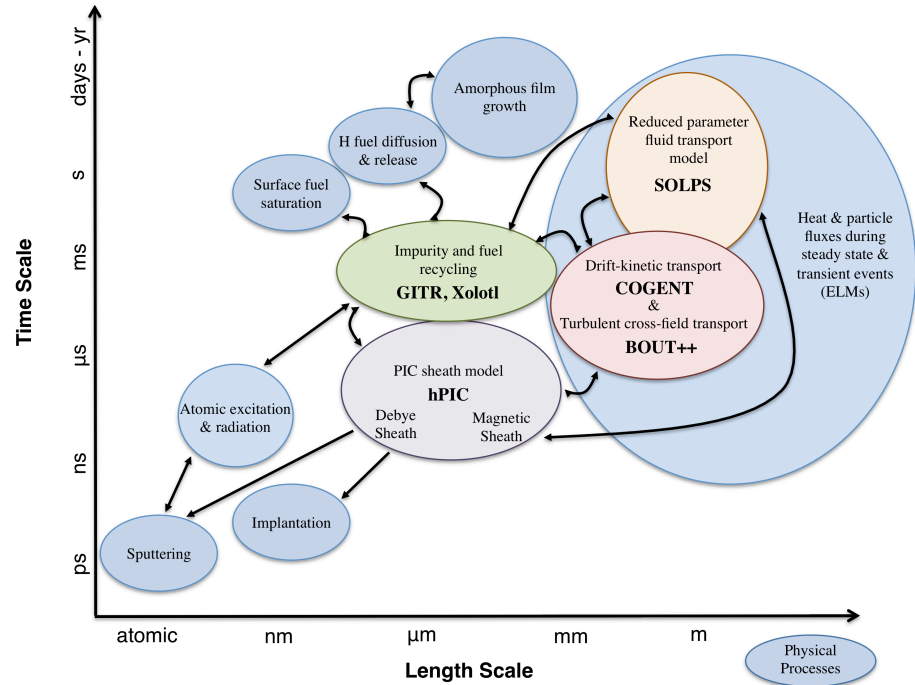 Time Scale
days - yr
s
ms
µs
ns
ps
Amorphous film
growth
H fuel diffusion
& release
Surface fuel
saturation
Reduced parameter
fluid transport
model
SOLPS
Heat & particle
fluxes during
steady state &
transient events
(ELMs)
Impurity and fuel
recycling
GITR, Xolotl
Drift-kinetic transport
COGENT
&
Turbulent cross-field transport
BOUT++
PIC sheath model
hPIC
Debye
Sheath
Magnetic
Sheath
Atomic excitation
& radiation
Implantation
Sputtering
atomic
nm
µm
mm
m
Length Scale
Physical
Processes